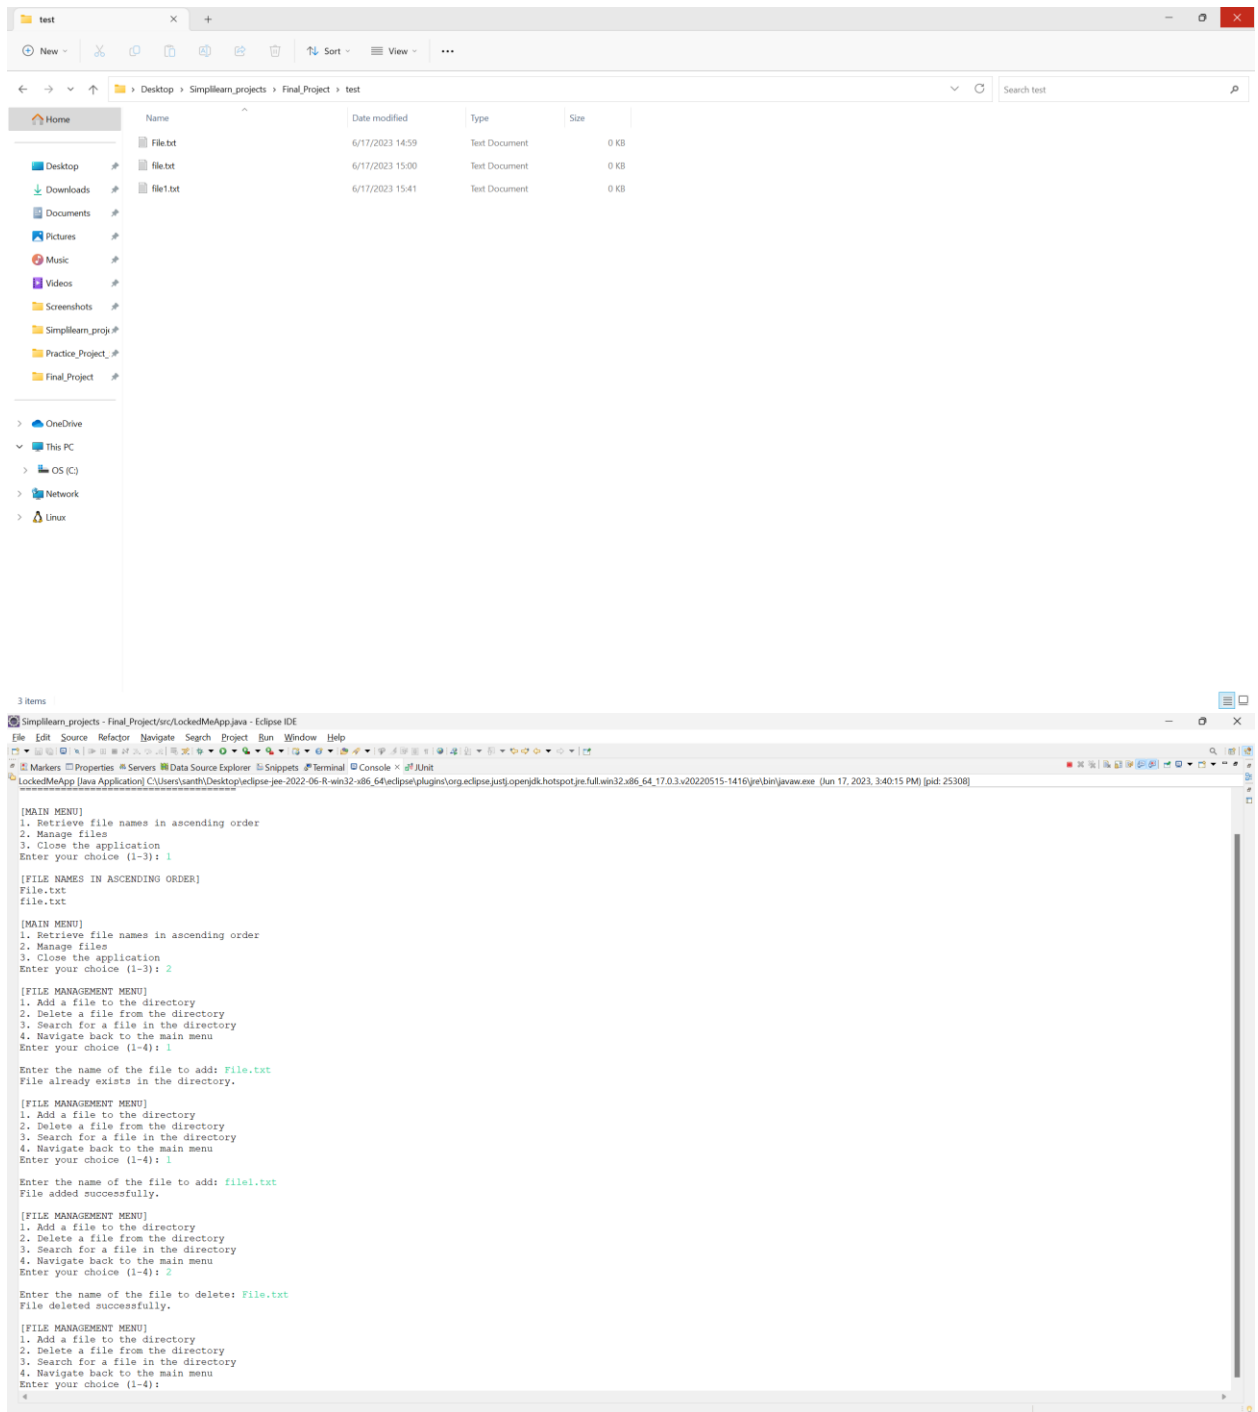 test
New
Sort
View
Desktop > Simplilearn_projects > Final_Project > test
Search test
Home
Name Date modified Type Size
File.txt 6/17/2023 14:59 Text Document 0 KB
file.txt 6/17/2023 15:00 Text Document 0 KB
file1.txt 6/17/2023 15:41 Text Document 0 KB
Desktop
Downloads
Documents
Pictures
Music
Videos
Screenshots
Simplilearn_proje
Practice_Project_
Final_Project
OneDrive
This PC
OS (C:)
Network
Linux
3 items
Simplilearn_projects - Final_Project/src/LockedMeApp.java - Eclipse IDE
File Edit Source Refactor Navigate Search Project Run Window Help
Markers Properties Servers Data Source Explorer Snippets Terminal Console JUnit
LockedMeApp [Java Application] C:\Users\santh\Desktop\eclipse-jee-2022-06-R-win32-x86_64\eclipse\plugins\org.eclipse.justj.openjdk.hotspot.jre.full.win32.x86_64_17.0.3.v20220515-1416\jre\bin\javaw.exe (Jun 17, 2023, 3:40:15 PM) [pid: 25308]
[MAIN MENU]
1. Retrieve file names in ascending order
2. Manage files
3. Close the application
Enter your choice (1-3): 1
[FILE NAMES IN ASCENDING ORDER]
File.txt
file.txt
[MAIN MENU]
1. Retrieve file names in ascending order
2. Manage files
3. Close the application
Enter your choice (1-3): 2
[FILE MANAGEMENT MENU]
1. Add a file to the directory
2. Delete a file from the directory
3. Search for a file in the directory
4. Navigate back to the main menu
Enter your choice (1-4): 1
Enter the name of the file to add: File.txt
File already exists in the directory.
[FILE MANAGEMENT MENU]
1. Add a file to the directory
2. Delete a file from the directory
3. Search for a file in the directory
4. Navigate back to the main menu
Enter your choice (1-4): 1
Enter the name of the file to add: file1.txt
File added successfully.
[FILE MANAGEMENT MENU]
1. Add a file to the directory
2. Delete a file from the directory
3. Search for a file in the directory
4. Navigate back to the main menu
Enter your choice (1-4): 2
Enter the name of the file to delete: File.txt
File deleted successfully.
[FILE MANAGEMENT MENU]
1. Add a file to the directory
2. Delete a file from the directory
3. Search for a file in the directory
4. Navigate back to the main menu
Enter your choice (1-4):